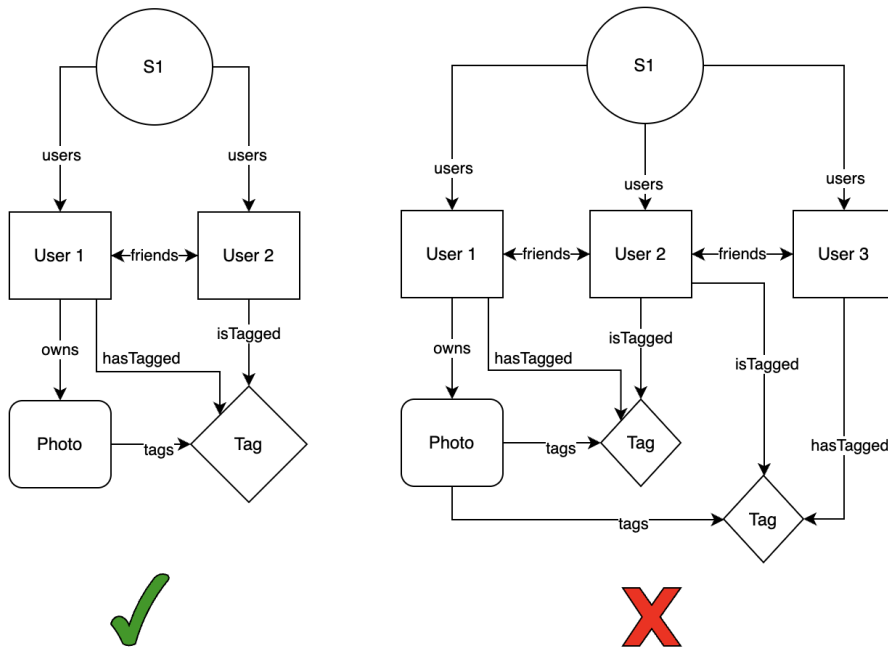 S1
users
users
User 1
friends
User 2
owns
hasTagged
isTagged
Photo
tags
Tag
S1
users
users
users
User 1
friends
User 2
friends
User 3
owns
hasTagged
isTagged
isTagged
Photo
tags
Tag
hasTagged
tags
Tag